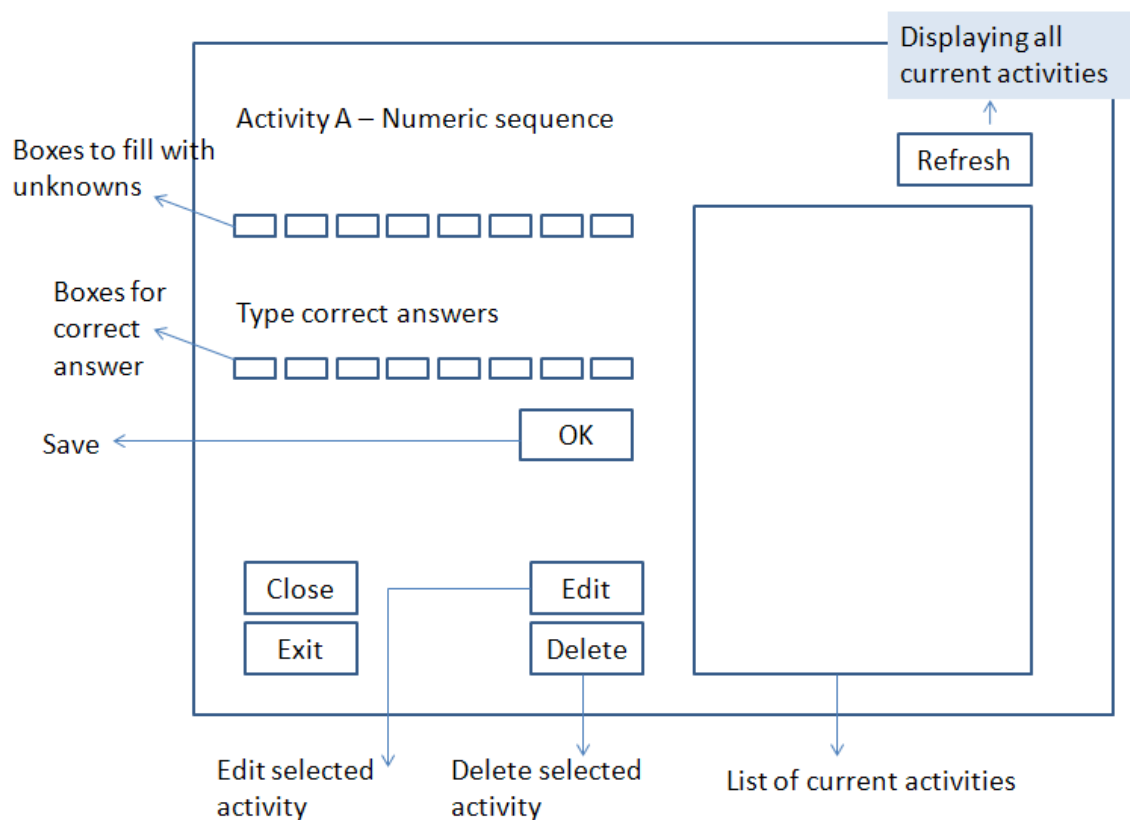 Displaying all
current activities
Activity A – Numeric sequence
Refresh
Boxes to fill with
unknowns
Boxes for
correct
answer
Type correct answers
OK
Save
Close
Edit
Exit
Delete
Edit selected
activity
Delete selected
activity
List of current activities